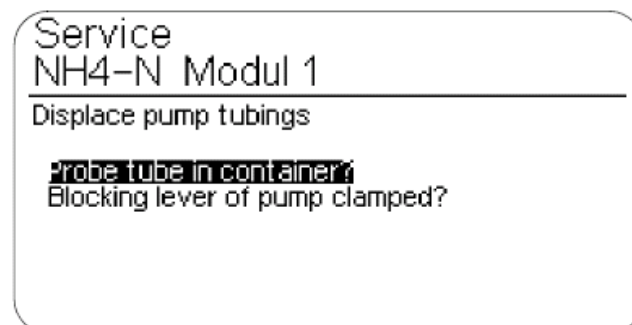 Service
NH4-N Modul 1
Displace pump tubings
Probe tube in container?
Blocking lever of pump clamped?